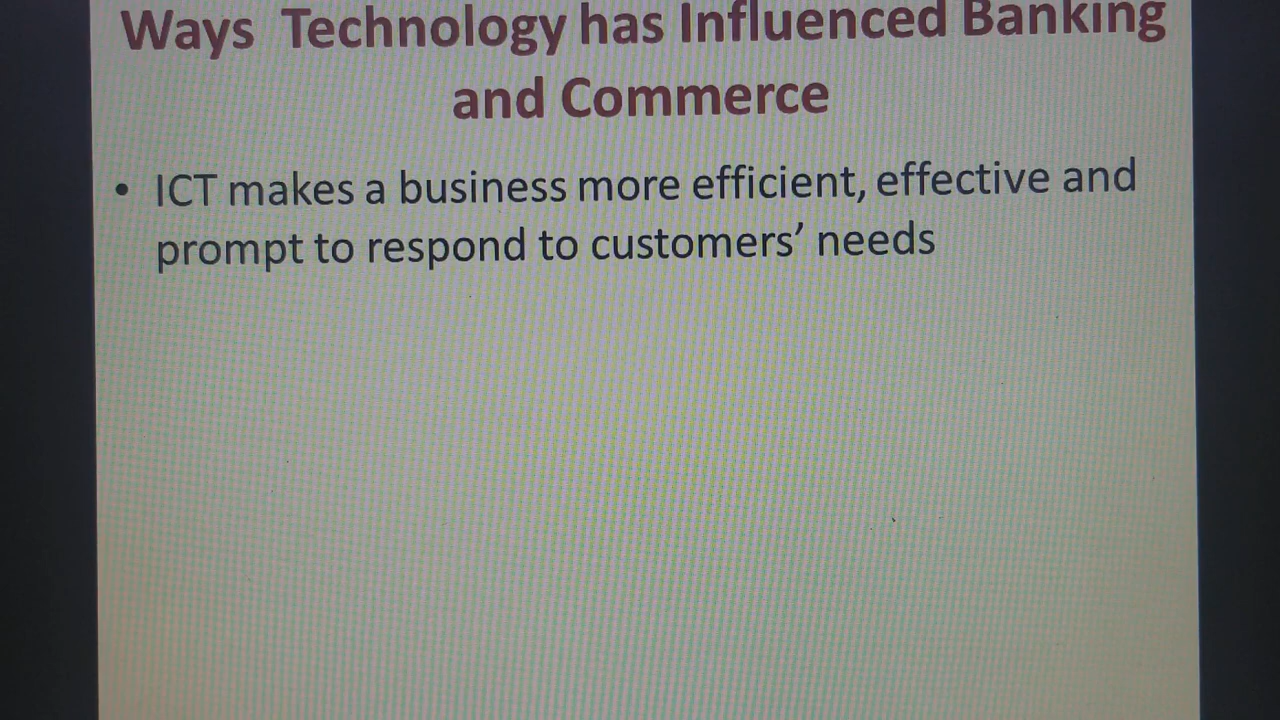 Ways Technology has Influenced Banking
and Commerce
• ICT makes a business more efficient, effective and
prompt to respond to customers’ needs